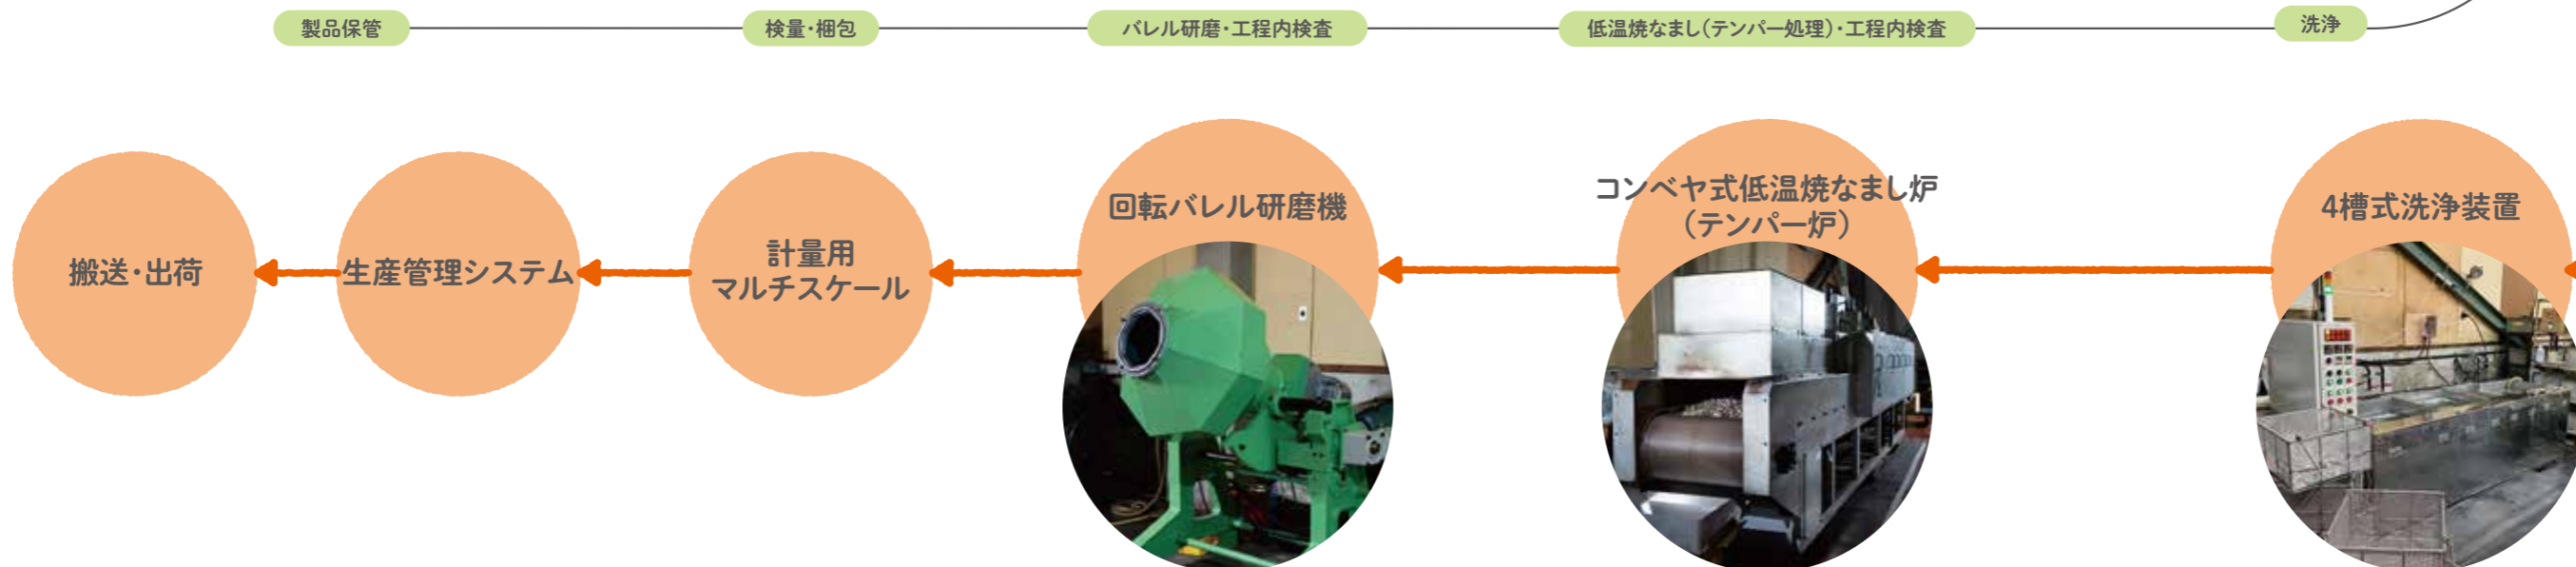 製品保管
検量・梱包
バレル研磨・工程内検査
低温焼なまし（テンパー処理）・工程内検査
洗浄
搬送・出荷
生産管理システム
計量用
マルチスケール
回転バレル研磨機
コンベヤ式低温焼なまし炉
（テンパー炉）
4槽式洗浄装置